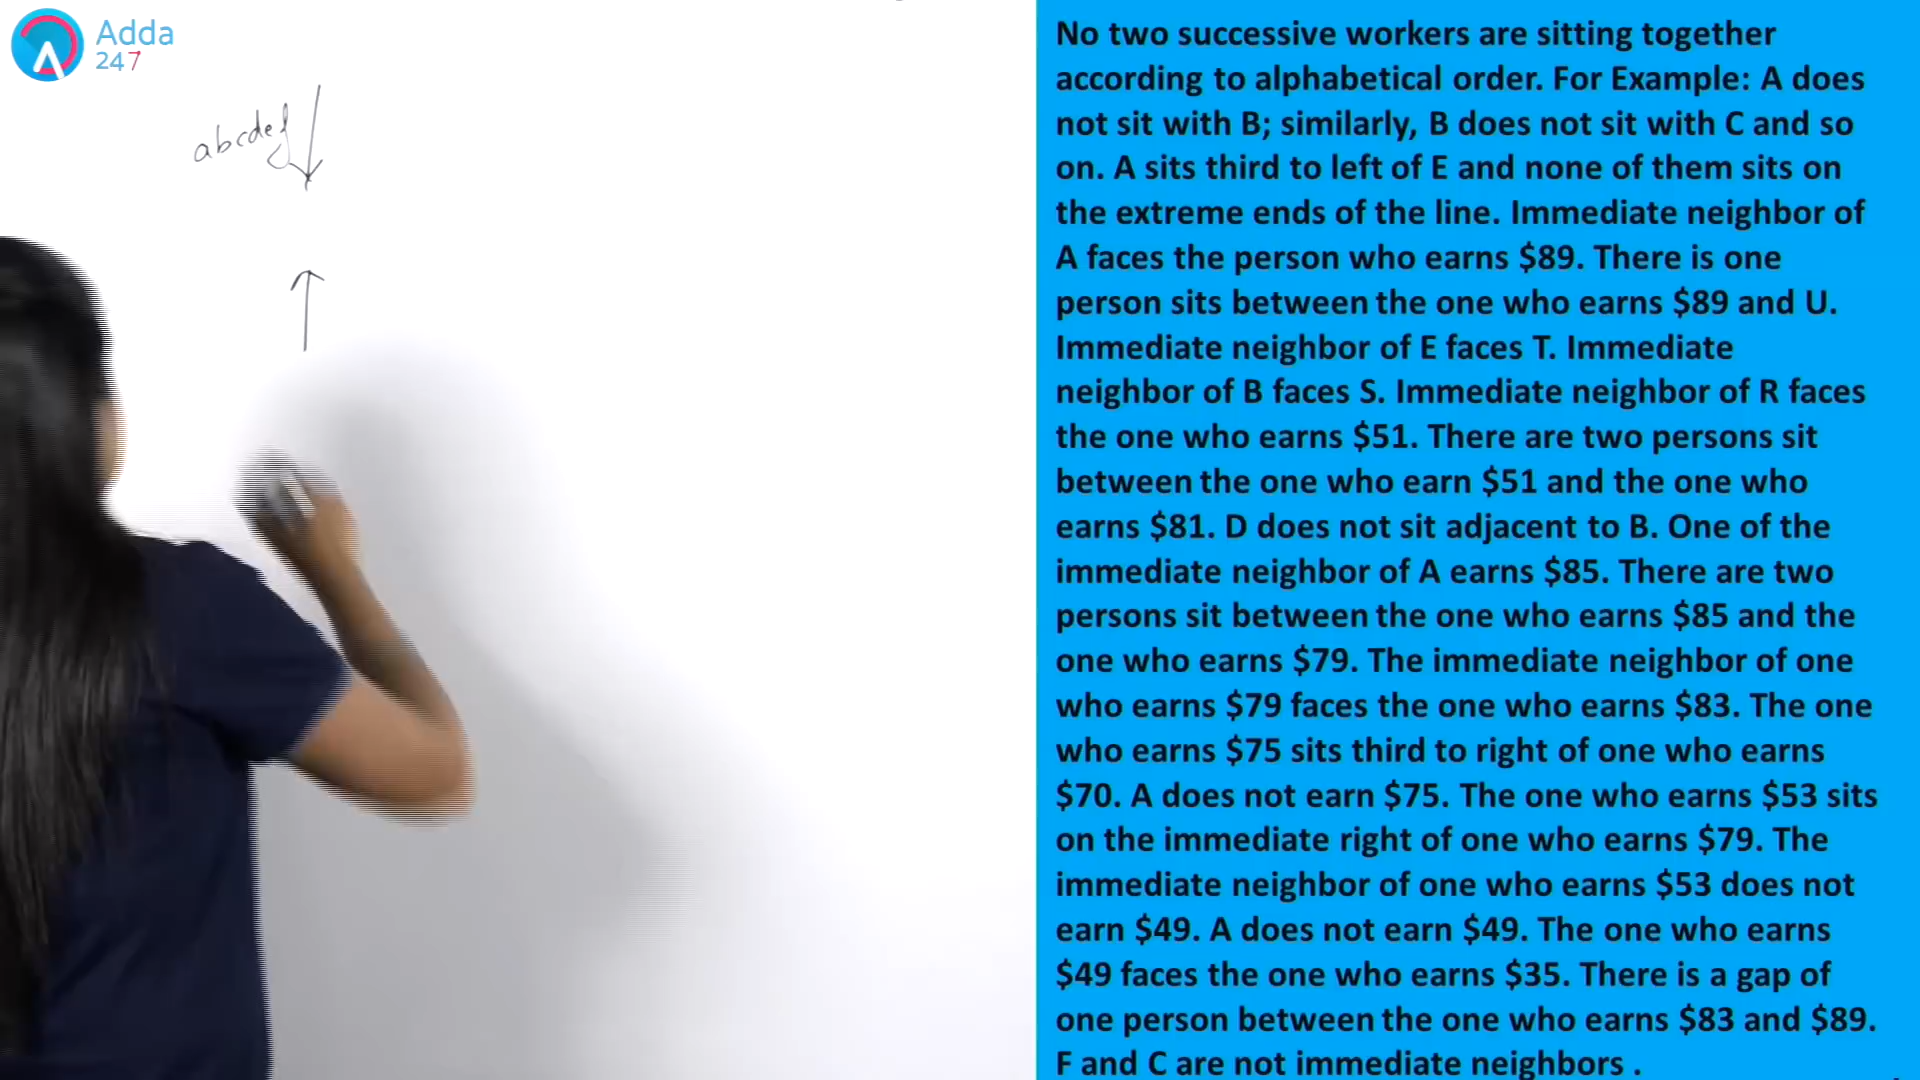 Adda
247
abcdef
No two successive workers are sitting together
according to alphabetical order. For Example: A does
not sit with B; similarly, B does not sit with C and so
on. A sits third to left of E and none of them sits on
the extreme ends of the line. Immediate neighbor of
A faces the person who earns $89. There is one
person sits between the one who earns $89 and U.
Immediate neighbor of E faces T. Immediate
neighbor of B faces S. Immediate neighbor of R faces
the one who earns $51. There are two persons sit
between the one who earn $51 and the one who
earns $81. D does not sit adjacent to B. One of the
immediate neighbor of A earns $85. There are two
persons sit between the one who earns $85 and the
one who earns $79. The immediate neighbor of one
who earns $79 faces the one who earns $83. The one
who earns $75 sits third to right of one who earns
$70. A does not earn $75. The one who earns $53 sits
on the immediate right of one who earns $79. The
immediate neighbor of one who earns $53 does not
earn $49. A does not earn $49. The one who earns
$49 faces the one who earns $35. There is a gap of
one person between the one who earns $83 and $89.
F and C are not immediate neighbors .